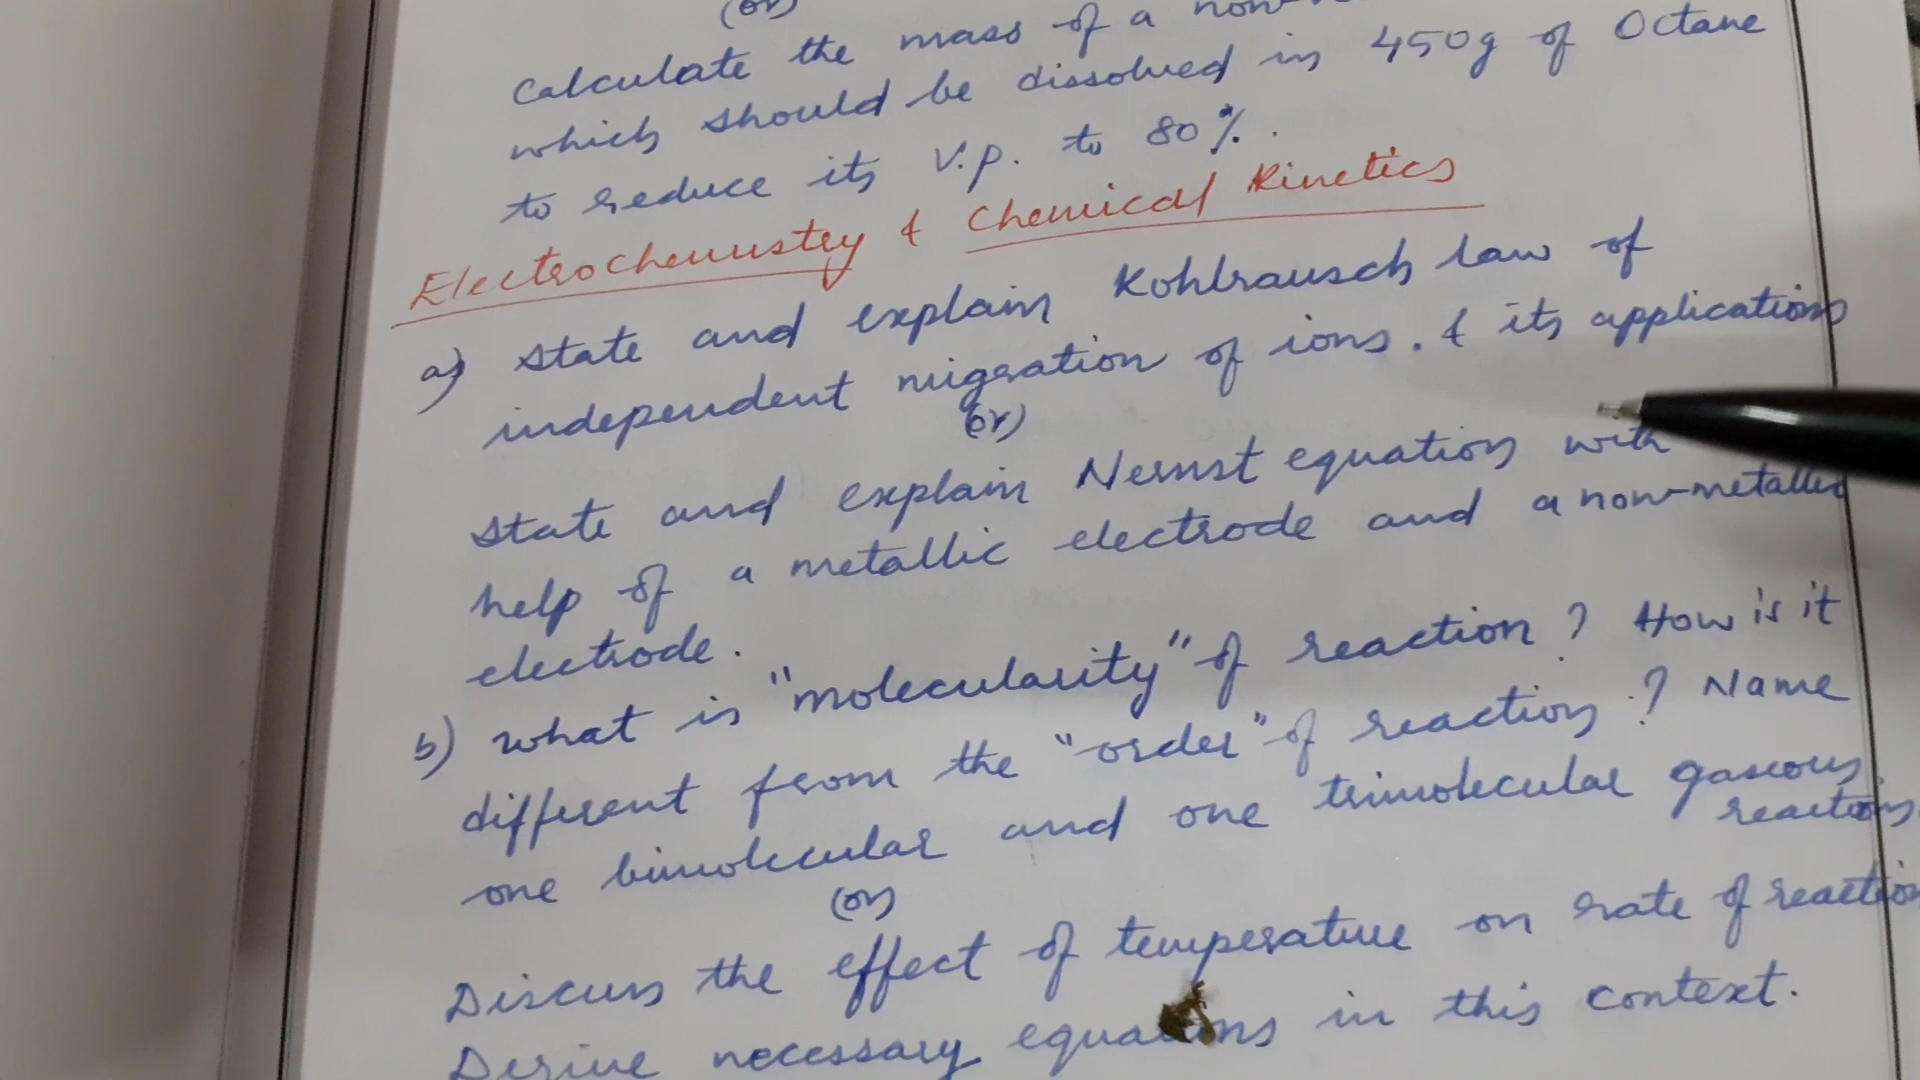 (or)
Calculate the mass of a non-
which should be dissolved in 450g of Octane
to reduce its V.p. to 80%.
Electrochemistry & Chemical Kinetics
a) State and explain Kohlrausch law of
independent migration of ions. & its applications
(or)
State and explain Nernst equation with
help of a metallic electrode and a non-metallic
electrode.
b) What is "molecularity" of reaction? How is it
different from the "order" of reaction? Name
one bimolecular and one trimolecular gaseous
reactions.
(or)
Discuss the effect of temperature on rate of reaction
Derive necessary equations in this context.